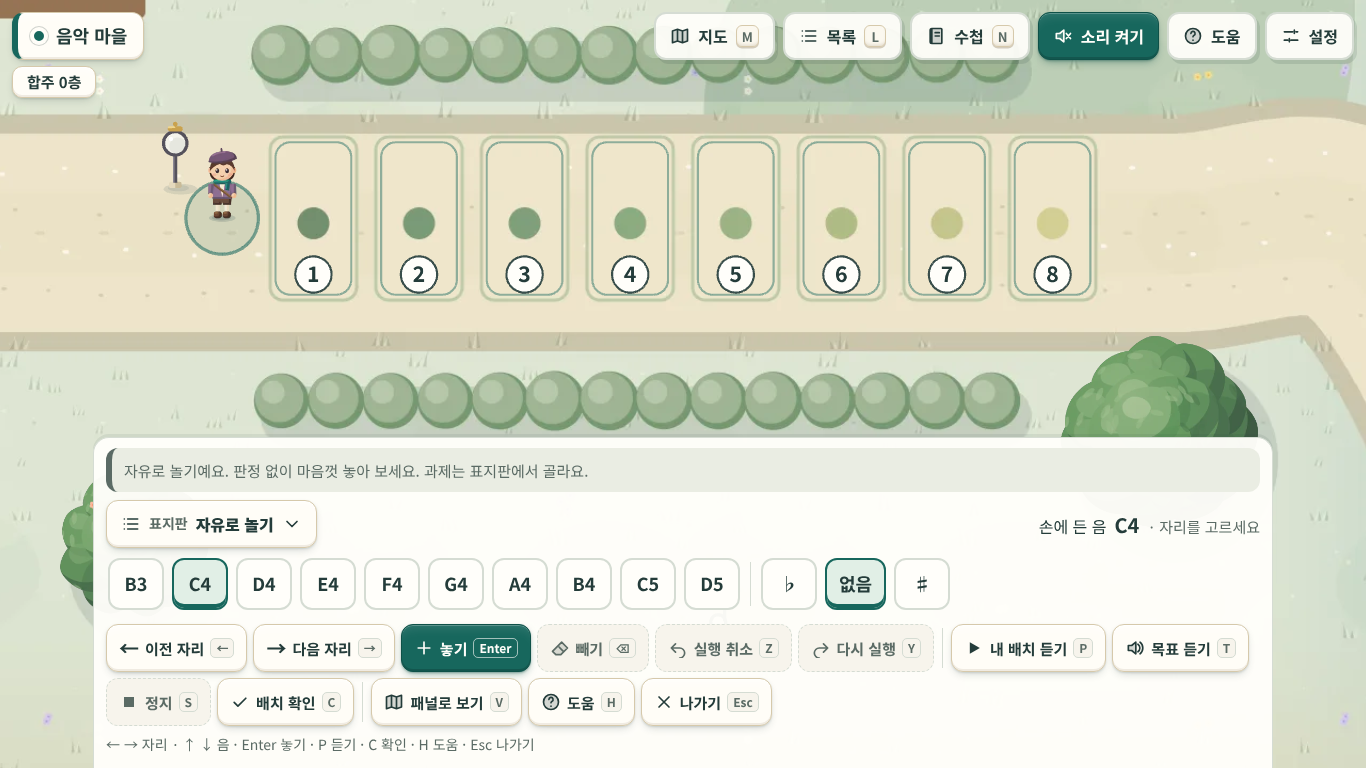 음악 마을
지도 M
목록 L
수첩 N
소리 켜기
도움
설정
합주 0층
1 2 3 4 5 6 7 8
자유로 놀기예요. 판정 없이 마음껏 놓아 보세요. 과제는 표지판에서 골라요.
표지판 자유로 놀기
손에 든 음 C4 · 자리를 고르세요
B3 C4 D4 E4 F4 G4 A4 B4 C5 D5 ♭ 없음 ♯
← 이전 자리 ← → 다음 자리 → + 놓기 Enter 빼기 ⌫ 실행 취소 Z 다시 실행 Y 내 배치 듣기 P 목표 듣기 T
정지 S 배치 확인 C 패널로 보기 V 도움 H 나가기 Esc
← → 자리 · ↑ ↓ 음 · Enter 놓기 · P 듣기 · C 확인 · H 도움 · Esc 나가기